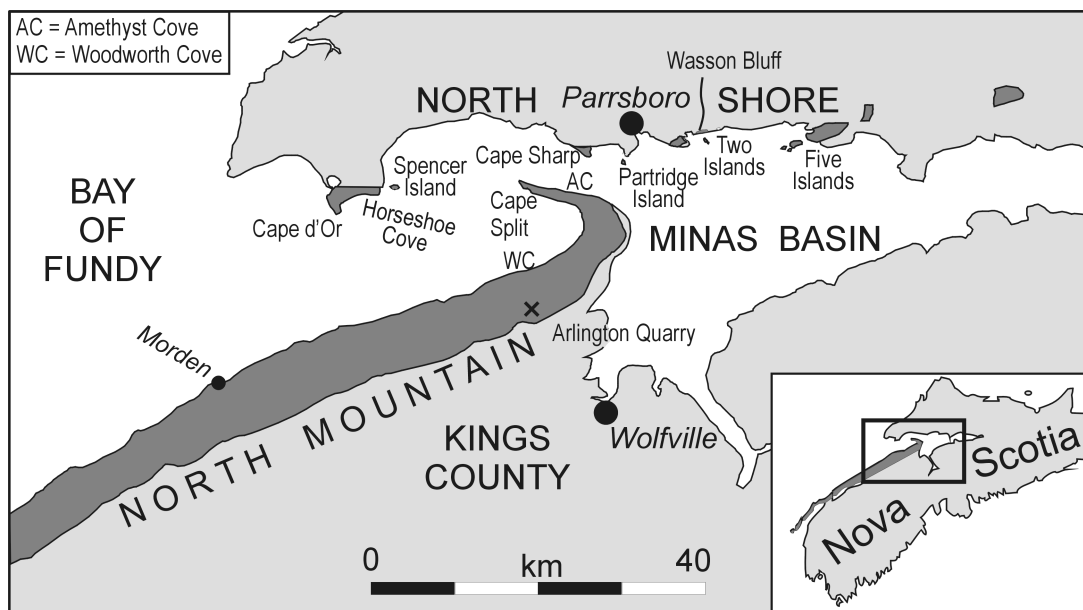 AC = Amethyst Cove
WC = Woodworth Cove
Wasson Bluff
NORTH
Parrsboro
SHORE
Two
Islands
Five
Islands
Cape Sharp
AC
Partridge
Island
Spencer
Island
Horseshoe
Cove
Cape d'Or
Cape
Split
WC
BAY
OF
FUNDY
MINAS BASIN
Arlington Quarry
Morden
NORTH MOUNTAIN
Wolfville
KINGS
COUNTY
0
40
km
Nova
Scotia